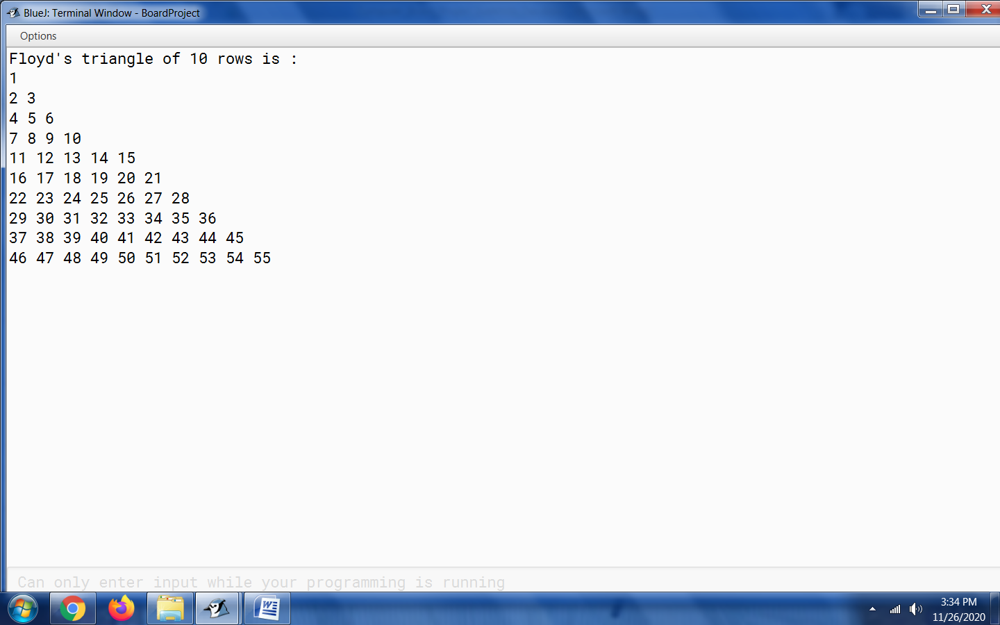 BlueJ: Terminal Window - BoardProject
Options
Floyd's triangle of 10 rows is :
1
2 3
4 5 6
7 8 9 10
11 12 13 14 15
16 17 18 19 20 21
22 23 24 25 26 27 28
29 30 31 32 33 34 35 36
37 38 39 40 41 42 43 44 45
46 47 48 49 50 51 52 53 54 55
Can only enter input while your programming is running
3:34 PM
11/26/2020